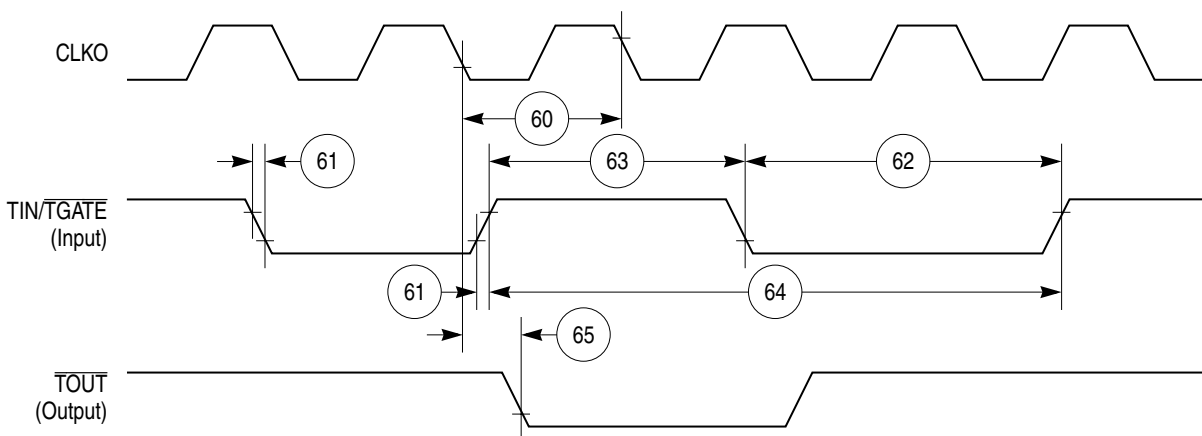 CLKO
60
61
63
62
TIN/TGATE
(Input)
61
64
65
TOUT
(Output)